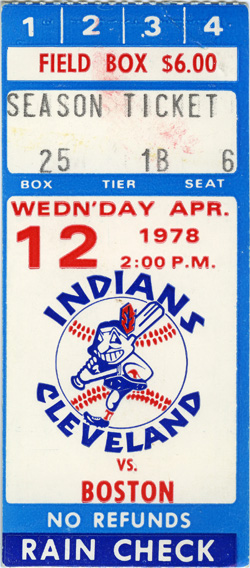 1 2 3 4
FIELD BOX $6.00
SEASON TICKET
25 1B 6
BOX TIER SEAT
WEDN'DAY APR.
12 1978
2:00 P.M.
INDIANS
CLEVELAND
VS.
BOSTON
NO REFUNDS
RAIN CHECK